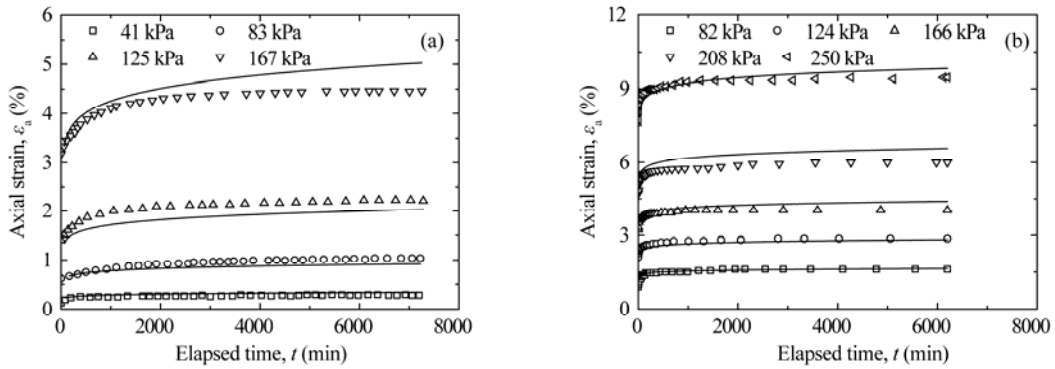 6
5
4
3
2
1
0
Axial strain, εa (%)
41 kPa 83 kPa
125 kPa 167 kPa
(a)
0 2000 4000 6000 8000
Elapsed time, t (min)
12
9
6
3
0
Axial strain, εa (%)
82 kPa 124 kPa 166 kPa
208 kPa 250 kPa
(b)
0 2000 4000 6000 8000
Elapsed time, t (min)